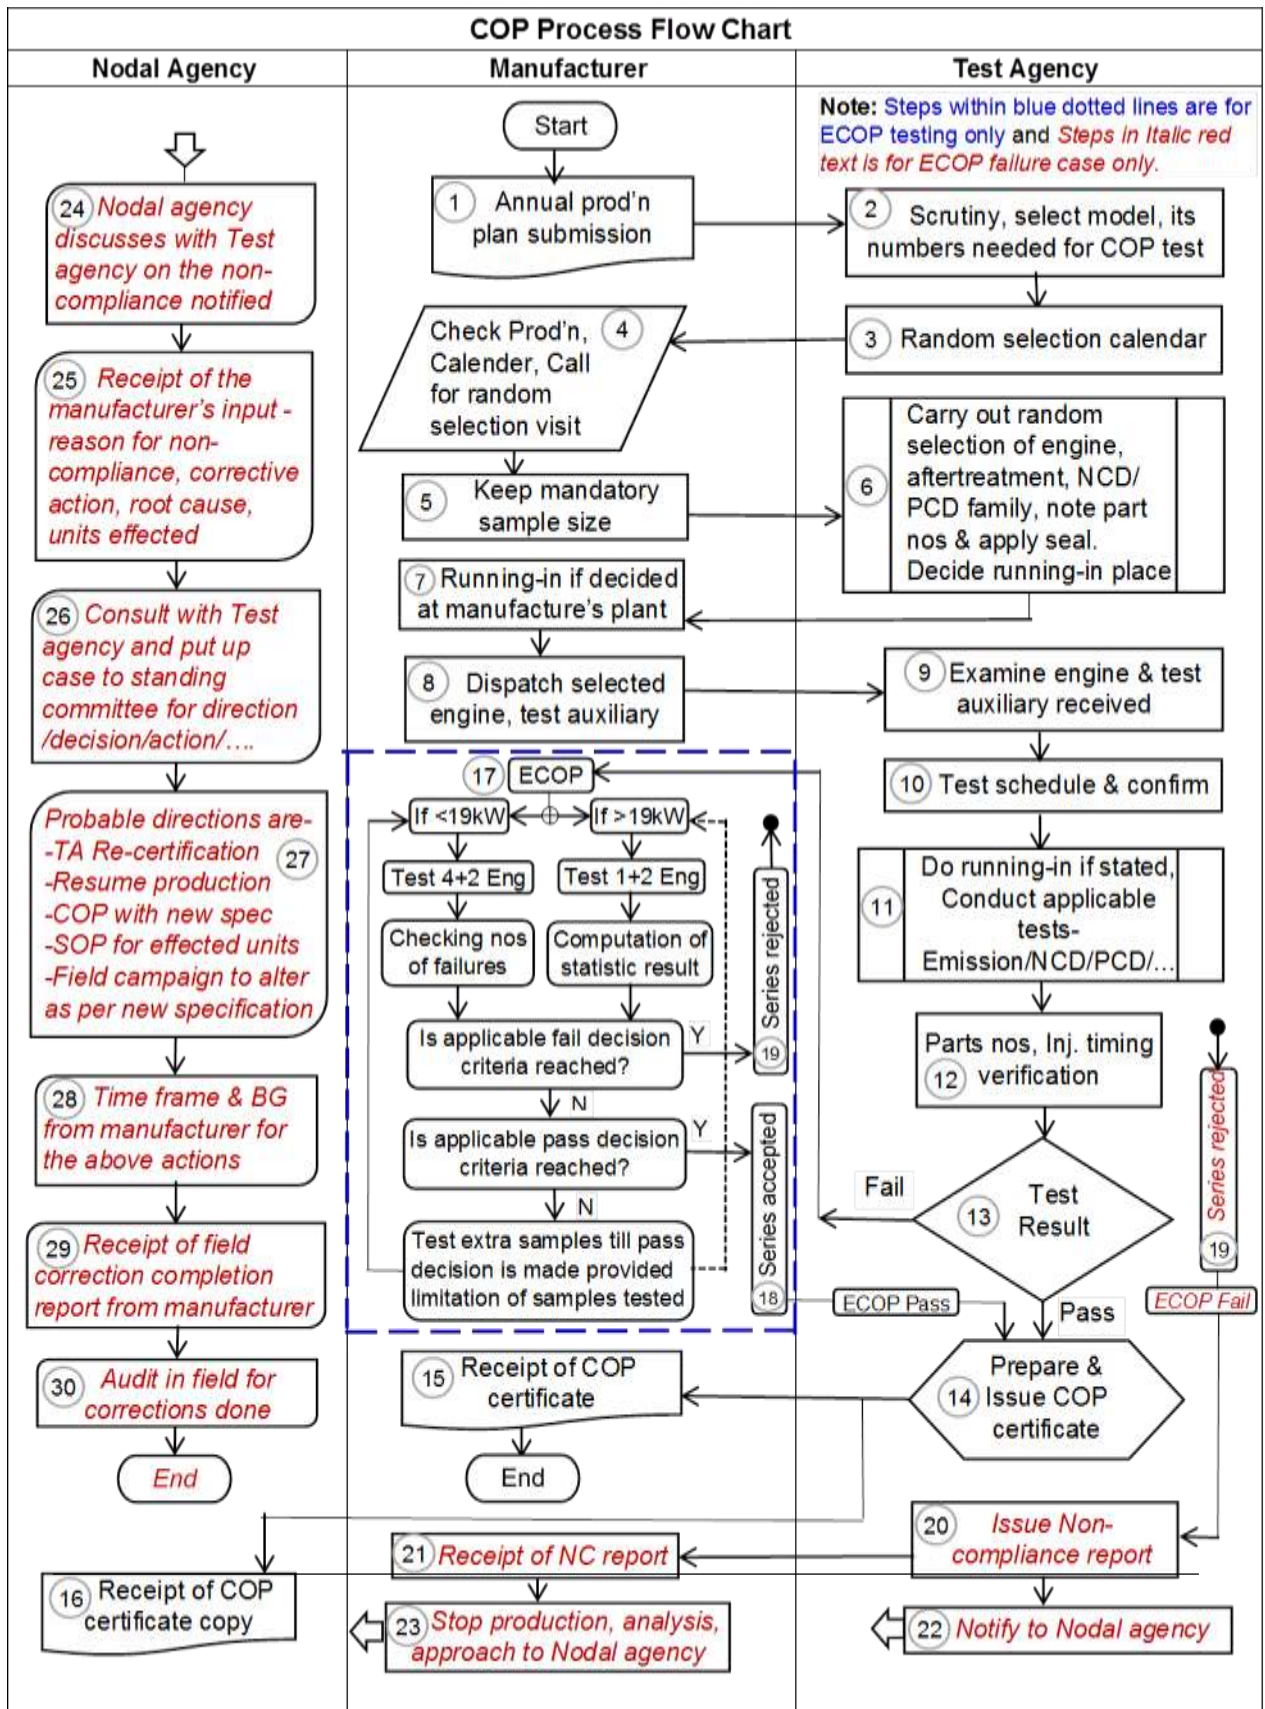 COP Process Flow Chart
Nodal Agency
Manufacturer
Test Agency
Note: Steps within blue dotted lines are for
ECOP testing only and Steps in Italic red
text is for ECOP failure case only.
Start
1 Annual prod'n
plan submission
2 Scrutiny, select model, its
numbers needed for COP test
3 Random selection calendar
Check Prod'n, 4
Calender, Call
for random
selection visit
5 Keep mandatory
sample size
Carry out random
selection of engine,
aftertreatment, NCD/
6 PCD family, note part
nos & apply seal.
Decide running-in place
7 Running-in if decided
at manufacture's plant
8 Dispatch selected
engine, test auxiliary
9 Examine engine & test
auxiliary received
10 Test schedule & confirm
Do running-in if stated,
11 Conduct applicable
tests-
Emission/NCD/PCD/...
Parts nos, Inj. timing
12 verification
13 Test
Result
Fail
Pass
Prepare &
14 Issue COP
certificate
15 Receipt of COP
certificate
End
16 Receipt of COP
certificate copy
17 ECOP
If <19kW
If >19kW
Test 4+2 Eng
Test 1+2 Eng
Checking nos
of failures
Computation of
statistic result
Is applicable fail decision
criteria reached?
Y
N
Is applicable pass decision
criteria reached?
Y
N
Test extra samples till pass
decision is made provided
limitation of samples tested
18 Series accepted
ECOP Pass
19 Series rejected
19 Series rejected
ECOP Fail
20 Issue Non-
compliance report
21 Receipt of NC report
22 Notify to Nodal agency
23 Stop production, analysis,
approach to Nodal agency
24 Nodal agency
discusses with Test
agency on the non-
compliance notified
25 Receipt of the
manufacturer's input -
reason for non-
compliance, corrective
action, root cause,
units effected
26 Consult with Test
agency and put up
case to standing
committee for direction
/decision/action/....
Probable directions are-
-TA Re-certification 27
-Resume production
-COP with new spec
-SOP for effected units
-Field campaign to alter
as per new specification
28 Time frame & BG
from manufacturer for
the above actions
29 Receipt of field
correction completion
report from manufacturer
30 Audit in field for
corrections done
End